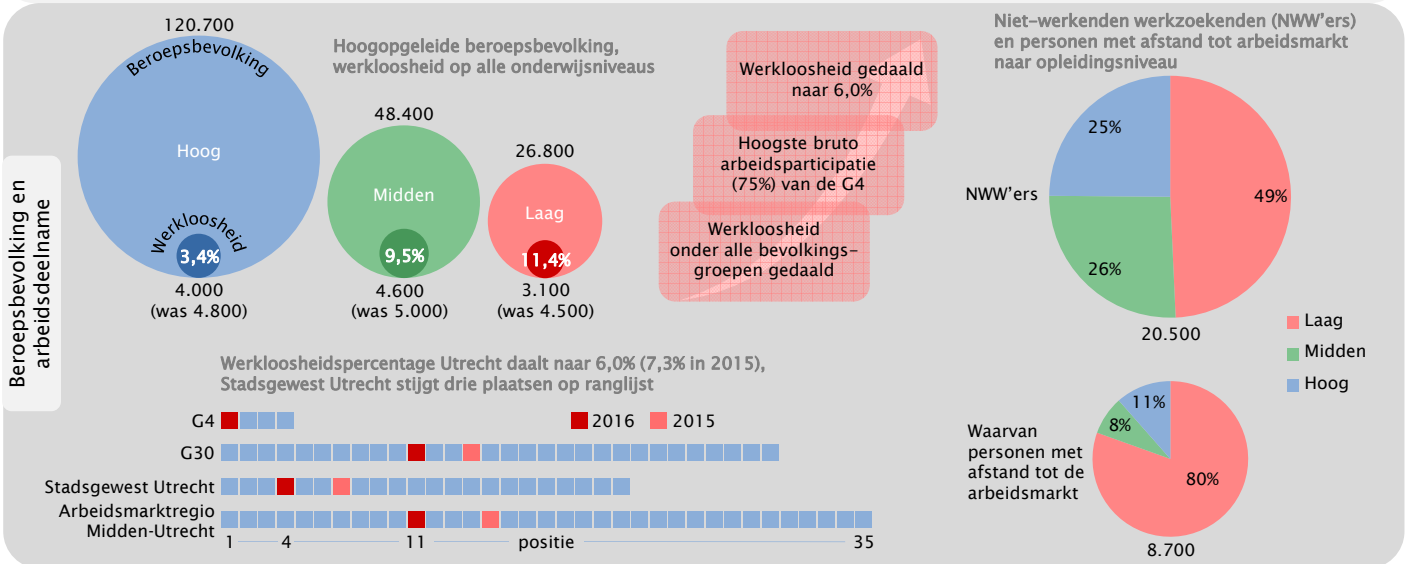 Beroepsbevolking en
arbeidsdeelname
120.700
Beroepsbevolking
Hoog
Werkloosheid
3,4%
4.000
(was 4.800)
Hoogopgeleide beroepsbevolking,
werkloosheid op alle onderwijsniveaus
48.400
Midden
9,5%
4.600
(was 5.000)
26.800
Laag
11,4%
3.100
(was 4.500)
Werkloosheid gedaald
naar 6,0%
Hoogste bruto
arbeidsparticipatie
(75%) van de G4
Werkloosheid
onder alle bevolkings-
groepen gedaald
Niet-werkenden werkzoekenden (NWW'ers)
en personen met afstand tot arbeidsmarkt
naar opleidingsniveau
NWW'ers
25%
49%
26%
20.500
Laag
Midden
Hoog
Waarvan
personen met
afstand tot de
arbeidsmarkt
11%
8%
80%
8.700
Werkloosheidspercentage Utrecht daalt naar 6,0% (7,3% in 2015),
Stadsgewest Utrecht stijgt drie plaatsen op ranglijst
G4
2016
2015
G30
Stadsgewest Utrecht
Arbeidsmarktregio
Midden-Utrecht
1 4 11 positie 35